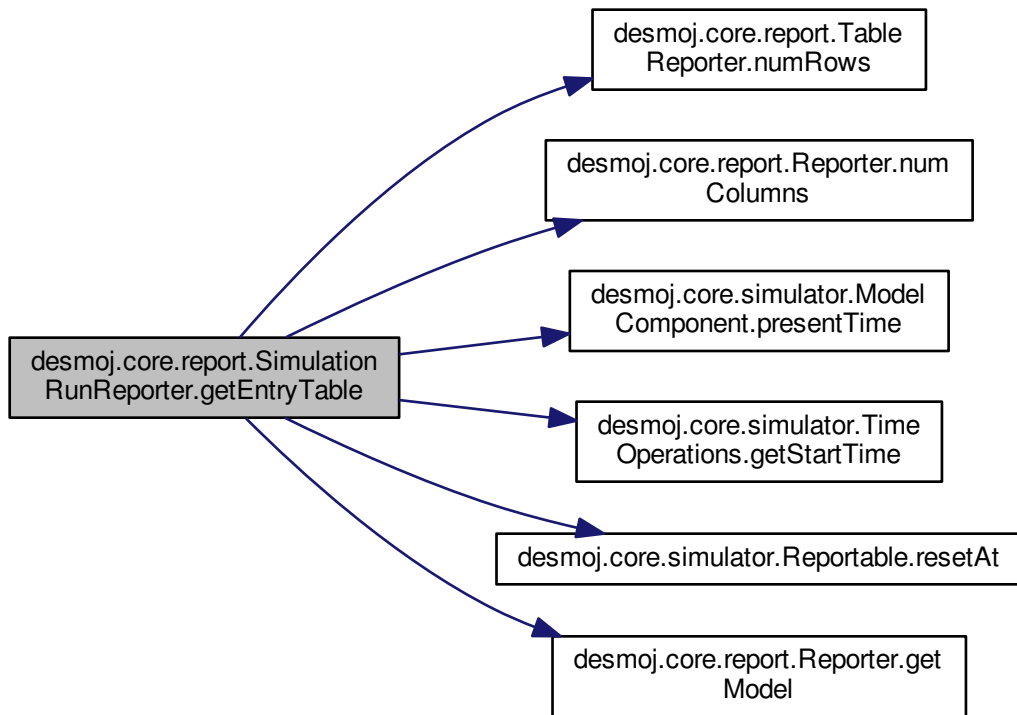 desmoj.core.report.Table
Reporter.numRows
desmoj.core.report.Reporter.num
Columns
desmoj.core.simulator.Model
Component.presentTime
desmoj.core.report.Simulation
RunReporter.getEntryTable
desmoj.core.simulator.Time
Operations.getStartTime
desmoj.core.simulator.Reportable.resetAt
desmoj.core.report.Reporter.get
Model